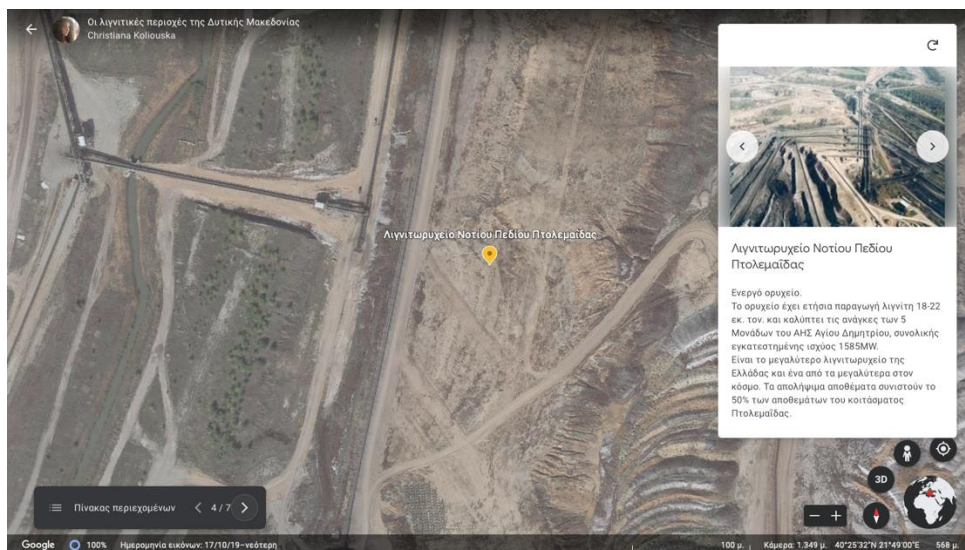 Οι λιγνιτικές περιοχές της Δυτικής Μακεδονίας
Christiana Koliouska
Λιγνιτωρυχείο Νοτίου Πεδίου Πτολεμαΐδας
Λιγνιτωρυχείο Νοτίου Πεδίου
Πτολεμαΐδας
Ενεργό ορυχείο.
Το ορυχείο έχει ετήσια παραγωγή λιγνίτη 18-22
εκ. τον. και καλύπτει τις ανάγκες των 5
Μονάδων του ΑΗΣ Αγίου Δημητρίου, συνολικής
εγκατεστημένης ισχύος 1585MW.
Είναι το μεγαλύτερο λιγνιτωρυχείο της
Ελλάδας και ένα από τα μεγαλύτερα στον
κόσμο. Τα απολήψιμα αποθέματα συνιστούν το
50% των αποθεμάτων του κοιτάσματος
Πτολεμαΐδας.
3D
Πίνακας περιεχομένων 4 / 7
Google 100% Ημερομηνία εικόνων: 17/10/19–νεότερη 100 μ. Κάμερα: 1.349 μ. 40°25'32"N 21°49'00"E 568 μ.